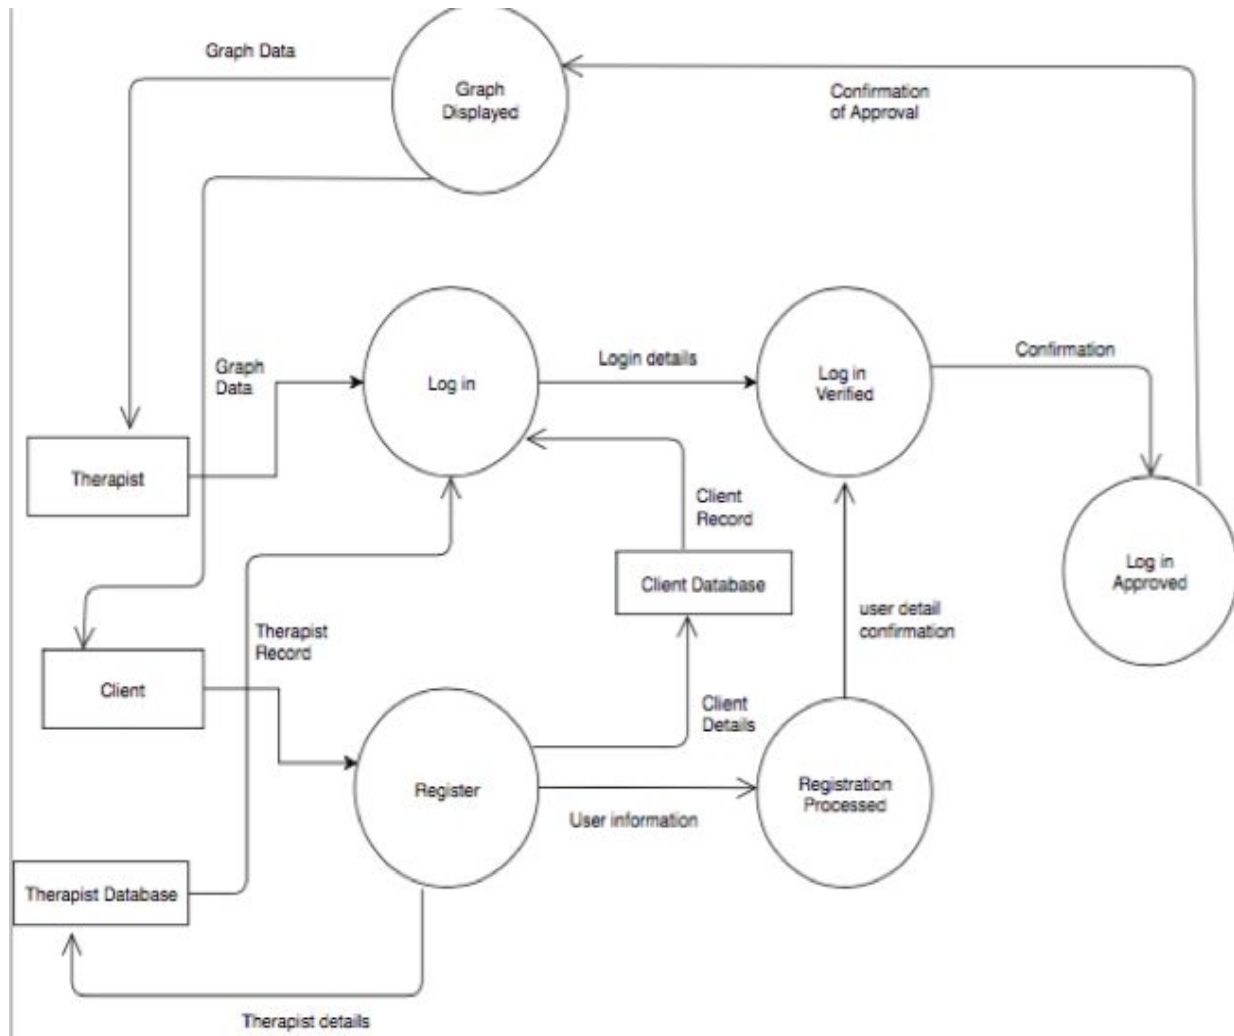 Graph Data
Graph
Displayed
Confirmation
of Approval
Graph
Data
Log in
Login details
Log in
Verified
Confirmation
Therapist
Client
Record
Client Database
Log in
Approved
user detail
confirmation
Therapist
Record
Client
Client
Details
Register
Registration
Processed
User information
Therapist Database
Therapist details